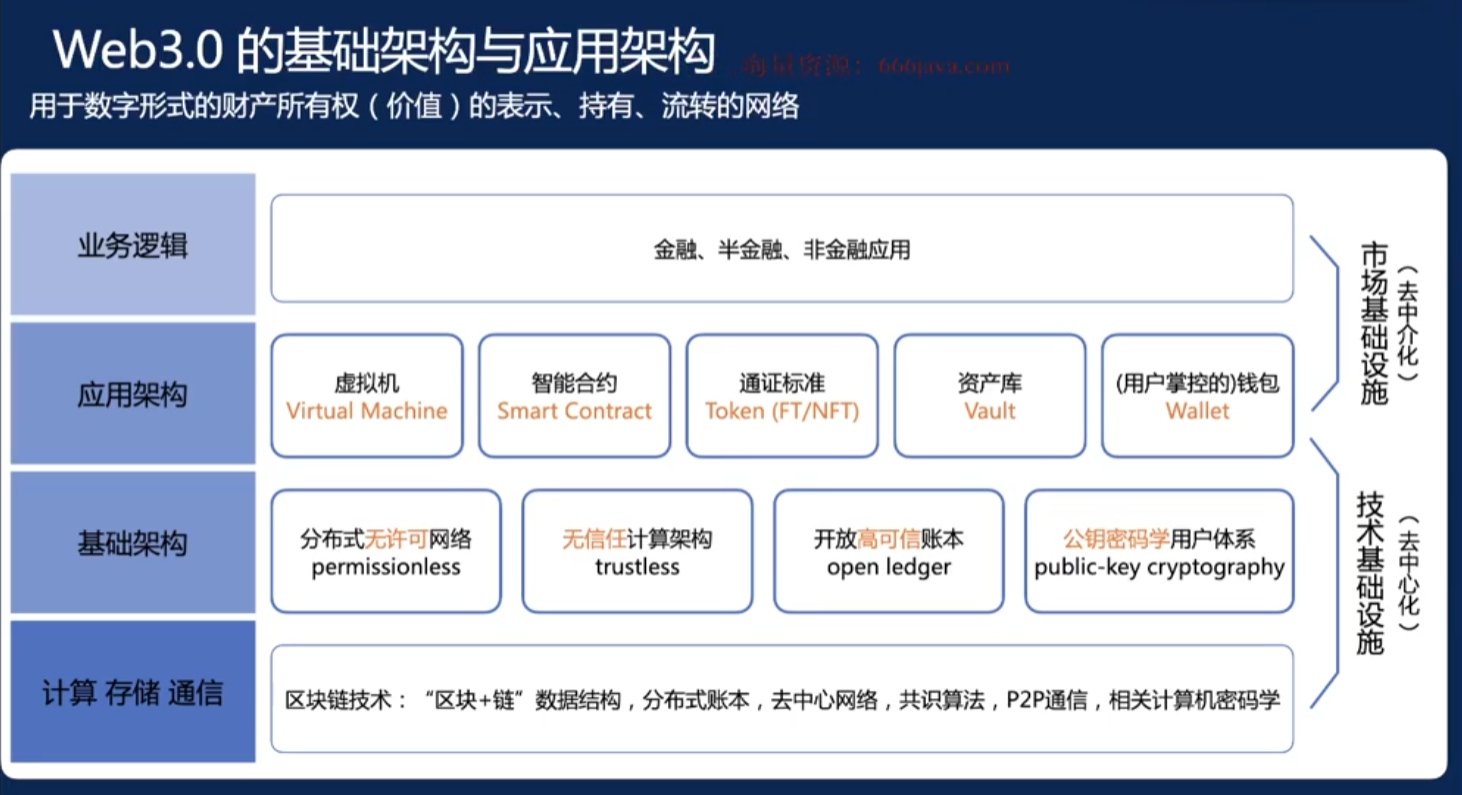 Web3.0 的基础架构与应用架构
海量资源：666java.com
用于数字形式的财产所有权（价值）的表示、持有、流转的网络
业务逻辑
金融、半金融、非金融应用
应用架构
虚拟机
Virtual Machine
智能合约
Smart Contract
通证标准
Token (FT/NFT)
资产库
Vault
(用户掌控的)钱包
Wallet
市场基础设施
（去中介化）
基础架构
分布式无许可网络
permissionless
无信任计算架构
trustless
开放高可信账本
open ledger
公钥密码学用户体系
public-key cryptography
技术基础设施
（去中心化）
计算 存储 通信
区块链技术：“区块+链”数据结构，分布式账本，去中心网络，共识算法，P2P通信，相关计算机密码学